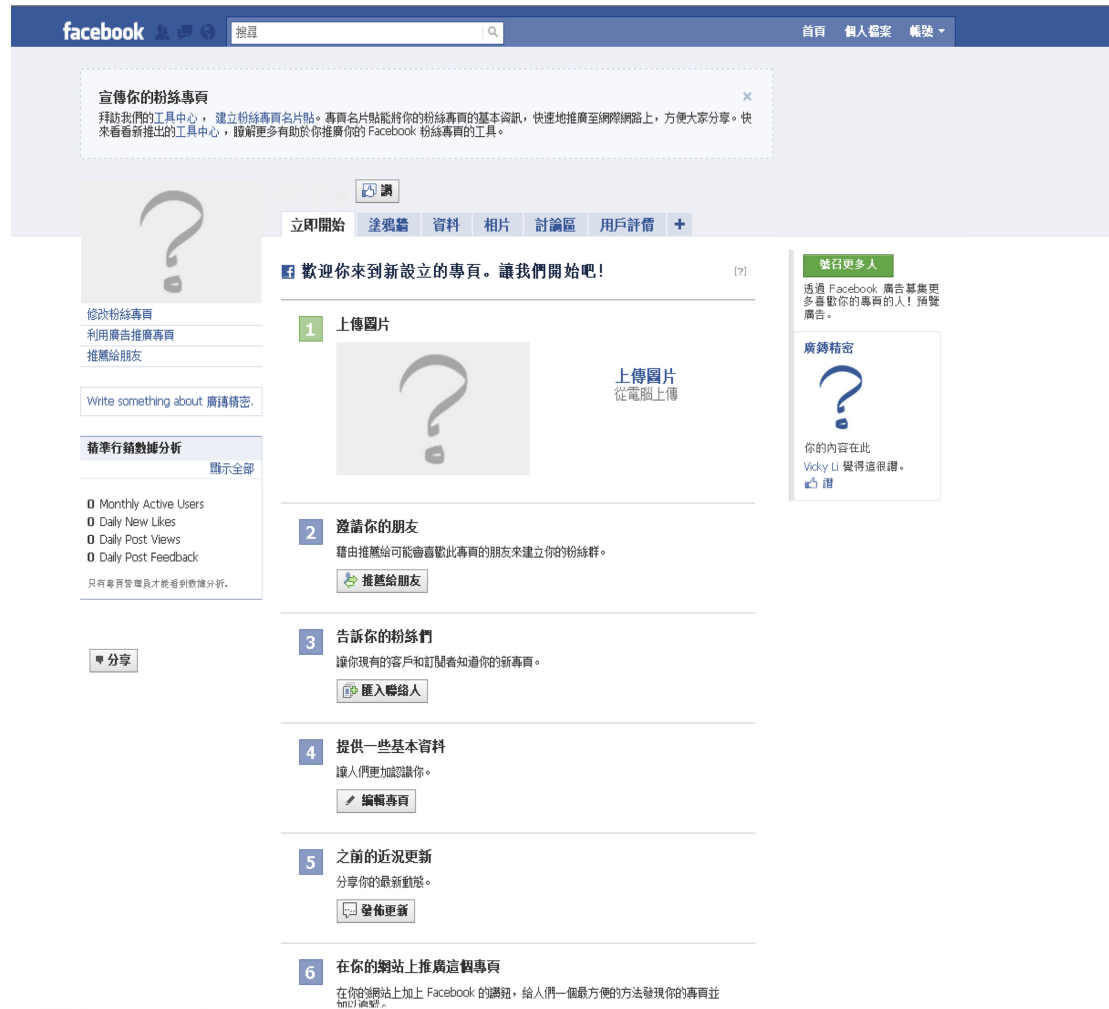 facebook
搜尋
首頁 個人檔案 帳號
宣傳你的粉絲專頁
拜訪我們的工具中心，建立粉絲專頁名片貼。專頁名片貼能將你的粉絲專頁的基本資訊，快速地推廣至網際網路上，方便大家分享。快
來看看新推出的工具中心，瞭解更多有助於你推廣你的 Facebook 粉絲專頁的工具。
讚
立即開始 塗鴉牆 資料 相片 討論區 用戶評價 +
歡迎你來到新設立的專頁。讓我們開始吧！ [?]
修改粉絲專頁
利用廣告推廣專頁
推薦給朋友
Write something about 廣鑄精密.
精準行銷數據分析
顯示全部
0 Monthly Active Users
0 Daily New Likes
0 Daily Post Views
0 Daily Post Feedback
只有專頁管理員才能看到數據分析。
分享
1 上傳圖片
上傳圖片
從電腦上傳
2 邀請你的朋友
藉由推薦給可能會喜歡此專頁的朋友來建立你的粉絲群。
推薦給朋友
3 告訴你的粉絲們
讓你現有的客戶和訂閱者知道你的新專頁。
匯入聯絡人
4 提供一些基本資料
讓人們更加認識你。
編輯專頁
5 之前的近況更新
分享你的最新動態。
發佈更新
6 在你的網站上推廣這個專頁
在你的網站上加上 Facebook 的讚鈕，給人們一個最方便的方法發現你的專頁並
加以追蹤。
號召更多人
透過 Facebook 廣告募集更
多喜歡你的專頁的人！預覽
廣告。
廣鑄精密
你的內容在此
Vicky Li 覺得這很讚。
讚